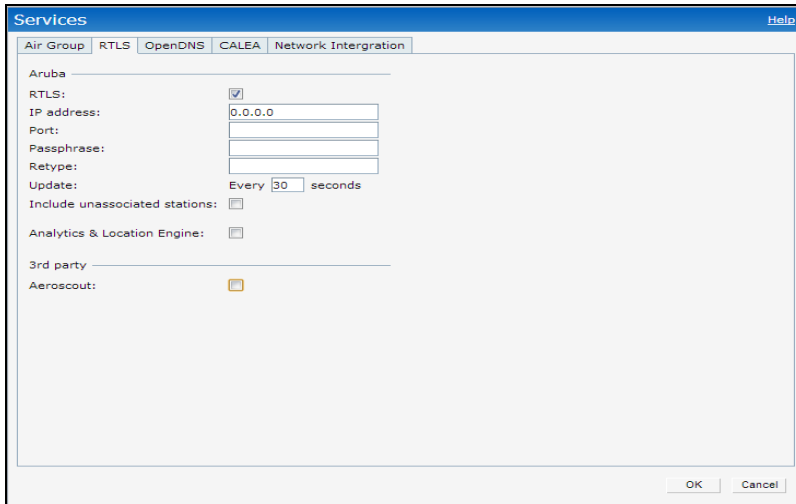 Services Help
Air Group RTLS OpenDNS CALEA Network Intergration
Aruba
RTLS:
IP address: 0.0.0.0
Port:
Passphrase:
Retype:
Update: Every 30 seconds
Include unassociated stations:
Analytics & Location Engine:
3rd party
Aeroscout:
OK Cancel